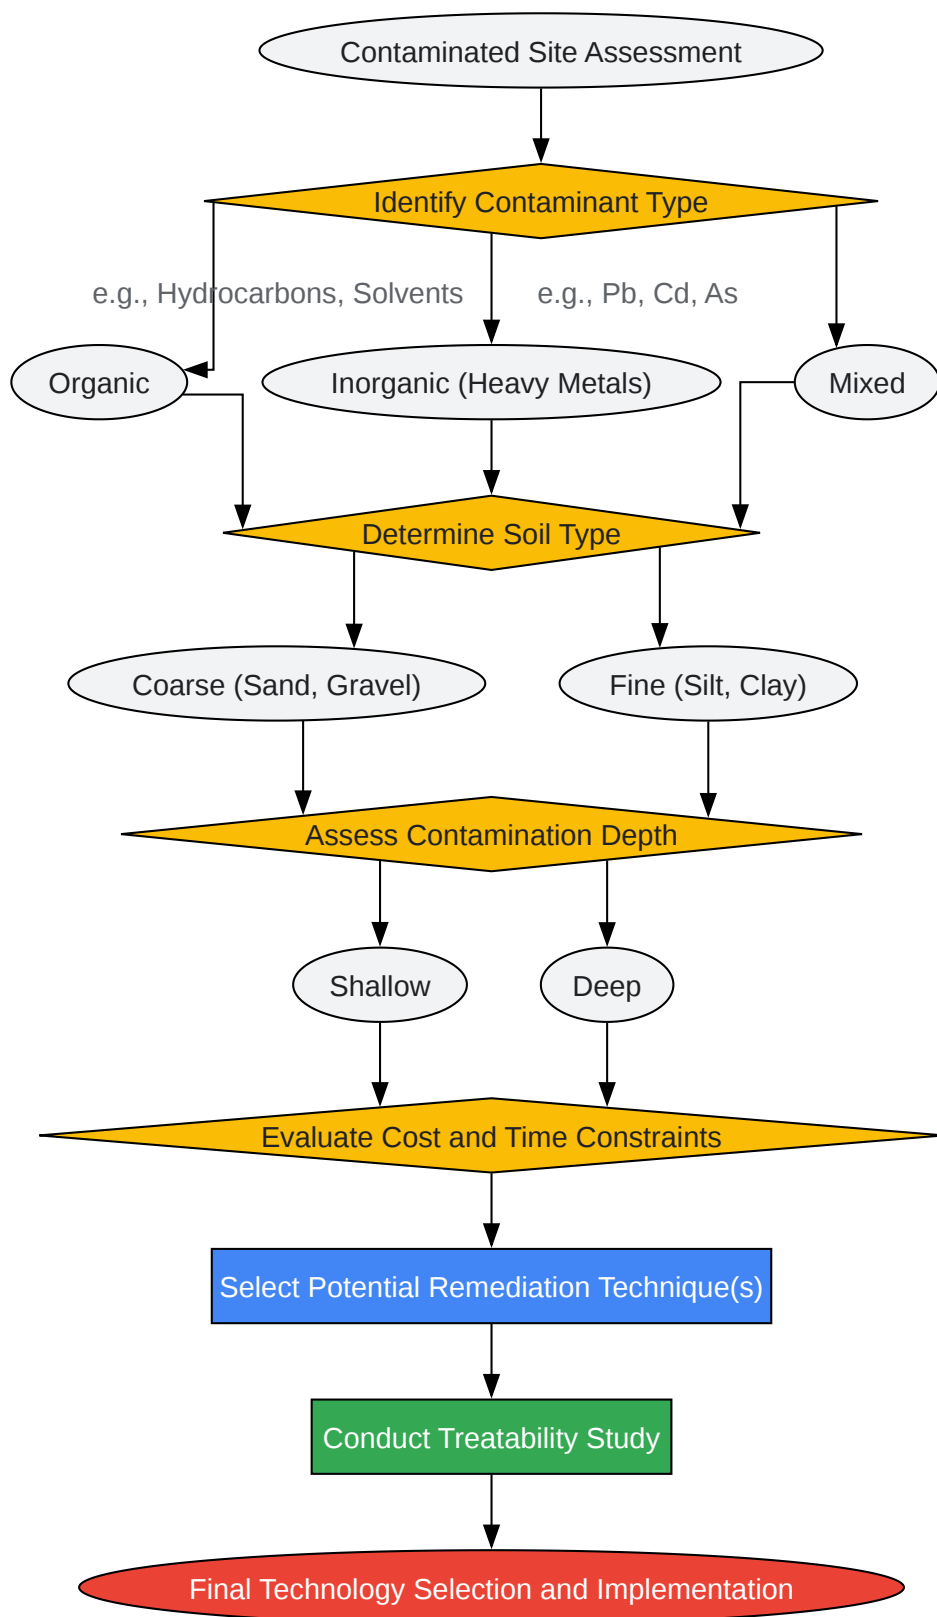 Contaminated Site Assessment
Identify Contaminant Type
e.g., Hydrocarbons, Solvents
e.g., Pb, Cd, As
Organic
Inorganic (Heavy Metals)
Mixed
Determine Soil Type
Coarse (Sand, Gravel)
Fine (Silt, Clay)
Assess Contamination Depth
Shallow
Deep
Evaluate Cost and Time Constraints
Select Potential Remediation Technique(s)
Conduct Treatability Study
Final Technology Selection and Implementation